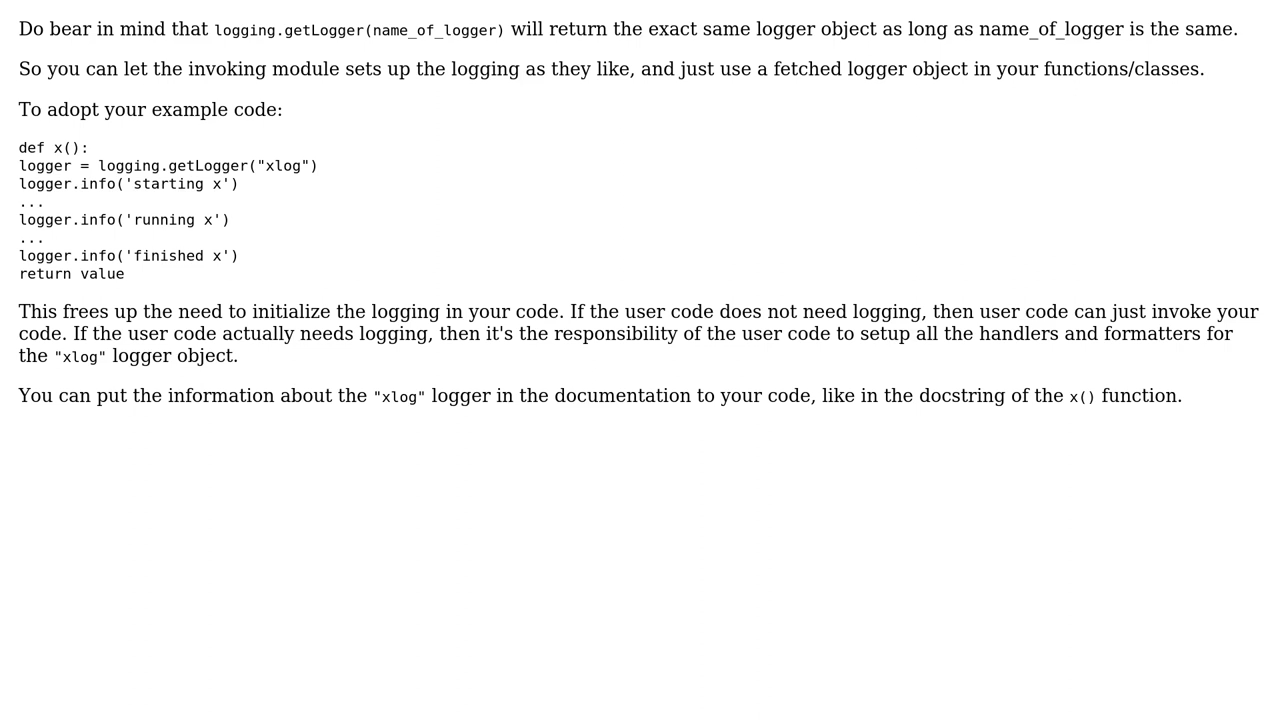 Do bear in mind that logging.getLogger(name_of_logger) will return the exact same logger object as long as name_of_logger is the same.
So you can let the invoking module sets up the logging as they like, and just use a fetched logger object in your functions/classes.
To adopt your example code:
def x():
logger = logging.getLogger("xlog")
logger.info('starting x')
...
logger.info('running x')
...
logger.info('finished x')
return value
This frees up the need to initialize the logging in your code. If the user code does not need logging, then user code can just invoke your
code. If the user code actually needs logging, then it's the responsibility of the user code to setup all the handlers and formatters for
the "xlog" logger object.
You can put the information about the "xlog" logger in the documentation to your code, like in the docstring of the x() function.